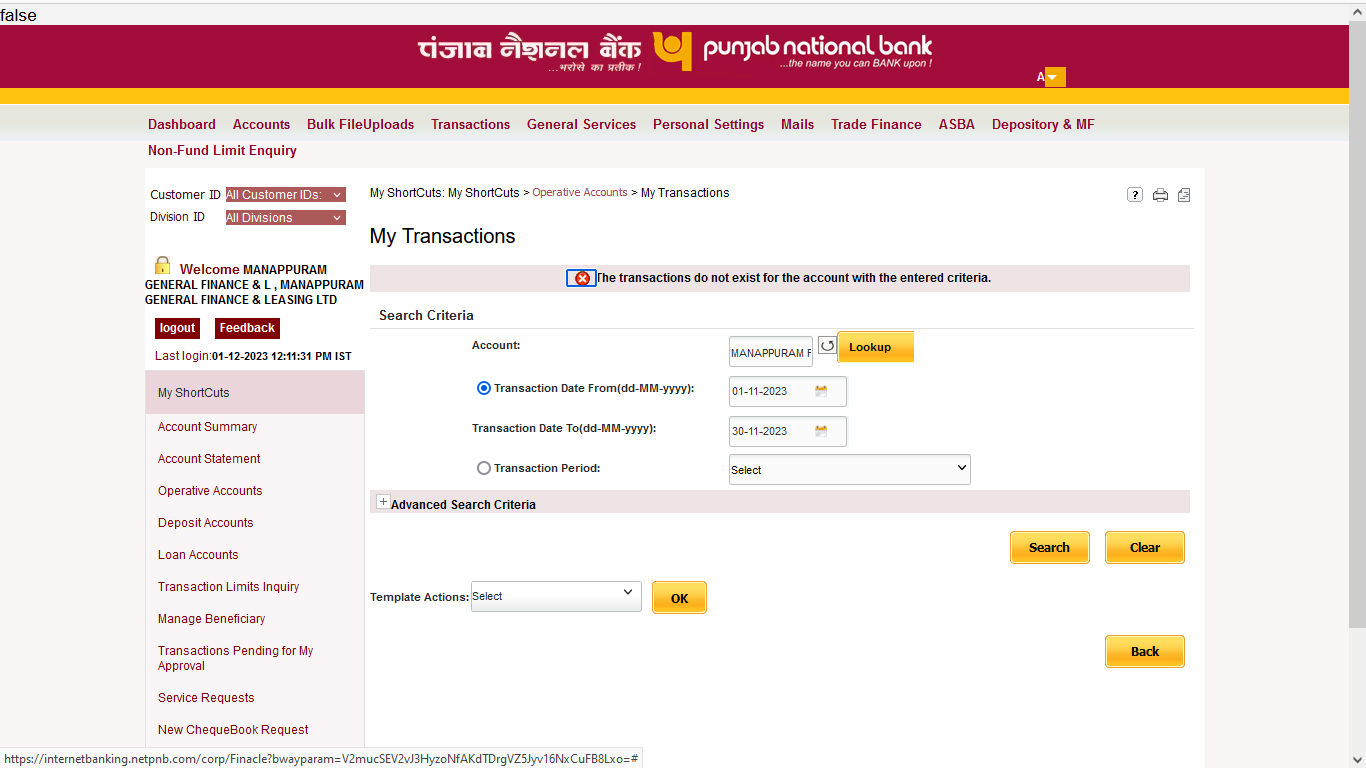 false
पंजाब नैशनल बैंक punjab national bank
...भरोसे का प्रतीक ! ...the name you can BANK upon !
A
Dashboard Accounts Bulk FileUploads Transactions General Services Personal Settings Mails Trade Finance ASBA Depository & MF
Non-Fund Limit Enquiry
Customer ID All Customer IDs:
Division ID All Divisions
My ShortCuts: My ShortCuts > Operative Accounts > My Transactions
?
My Transactions
Welcome MANAPPURAM
GENERAL FINANCE & L , MANAPPURAM
GENERAL FINANCE & LEASING LTD
logout Feedback
Last login:01-12-2023 12:11:31 PM IST
My ShortCuts
Account Summary
Account Statement
Operative Accounts
Deposit Accounts
Loan Accounts
Transaction Limits Inquiry
Manage Beneficiary
Transactions Pending for My
Approval
Service Requests
New ChequeBook Request
The transactions do not exist for the account with the entered criteria.
Search Criteria
Account: MANAPPURAM F Lookup
Transaction Date From(dd-MM-yyyy): 01-11-2023
Transaction Date To(dd-MM-yyyy): 30-11-2023
Transaction Period: Select
Advanced Search Criteria
Search Clear
Template Actions: Select OK
Back
https://internetbanking.netpnb.com/corp/Finacle?bwayparam=V2mucSEV2vJ3HyzoNfAKdTDrgVZ5Jyv16NxCuFB8Lxo=#